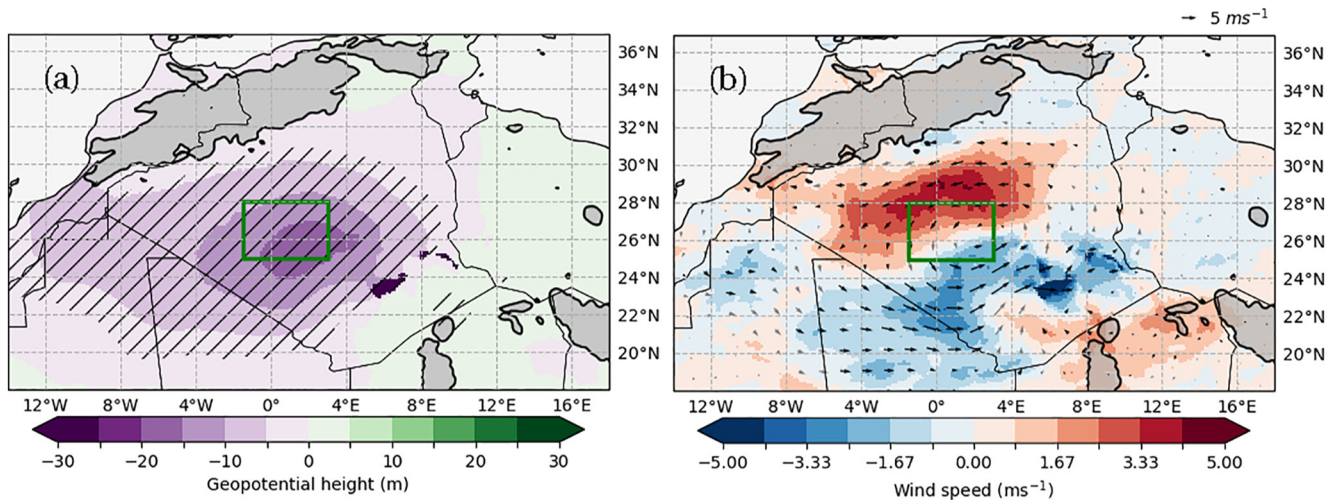 → 5 ms⁻¹
(a)
36°N
34°N
32°N
30°N
28°N
26°N
24°N
22°N
20°N
12°W 8°W 4°W 0° 4°E 8°E 12°E 16°E
−30 −20 −10 0 10 20 30
Geopotential height (m)
(b)
36°N
34°N
32°N
30°N
28°N
26°N
24°N
22°N
20°N
12°W 8°W 4°W 0° 4°E 8°E 12°E 16°E
−5.00 −3.33 −1.67 0.00 1.67 3.33 5.00
Wind speed (ms⁻¹)